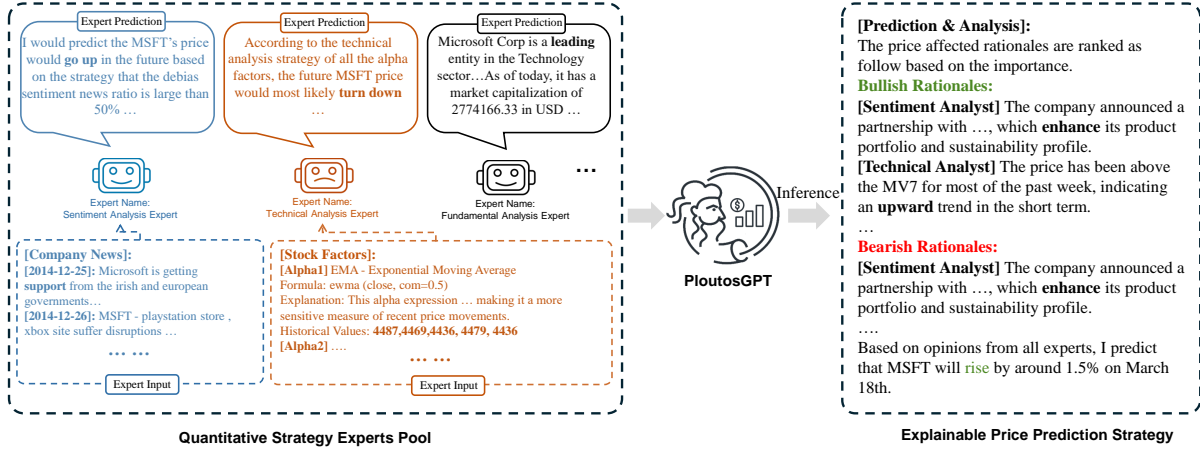 Expert Prediction
I would predict the MSFT's price
would go up in the future based
on the strategy that the debias
sentiment news ratio is large than
50% …
Expert Prediction
According to the technical
analysis strategy of all the alpha
factors, the future MSFT price
would most likely turn down
…
Expert Prediction
Microsoft Corp is a leading
entity in the Technology
sector…As of today, it has a
market capitalization of
2774166.33 in USD …
Expert Name:
Sentiment Analysis Expert
Expert Name:
Technical Analysis Expert
Expert Name:
Fundamental Analysis Expert
…
[Company News]:
[2014-12-25]: Microsoft is getting
support from the irish and european
governments…
[2014-12-26]: MSFT - playstation store ,
xbox site suffer disruptions …
… …
Expert Input
[Stock Factors]:
[Alpha1] EMA - Exponential Moving Average
Formula: ewma (close, com=0.5)
Explanation: This alpha expression … making it a more
sensitive measure of recent price movements.
Historical Values: 4487,4469,4436, 4479, 4436
[Alpha2] ….
… …
Expert Input
Quantitative Strategy Experts Pool
$
PloutosGPT
Inference
[Prediction & Analysis]:
The price affected rationales are ranked as
follow based on the importance.
Bullish Rationales:
[Sentiment Analyst] The company announced a
partnership with …, which enhance its product
portfolio and sustainability profile.
[Technical Analyst] The price has been above
the MV7 for most of the past week, indicating
an upward trend in the short term.
…
Bearish Rationales:
[Sentiment Analyst] The company announced a
partnership with …, which enhance its product
portfolio and sustainability profile.
….
Based on opinions from all experts, I predict
that MSFT will rise by around 1.5% on March
18th.
Explainable Price Prediction Strategy